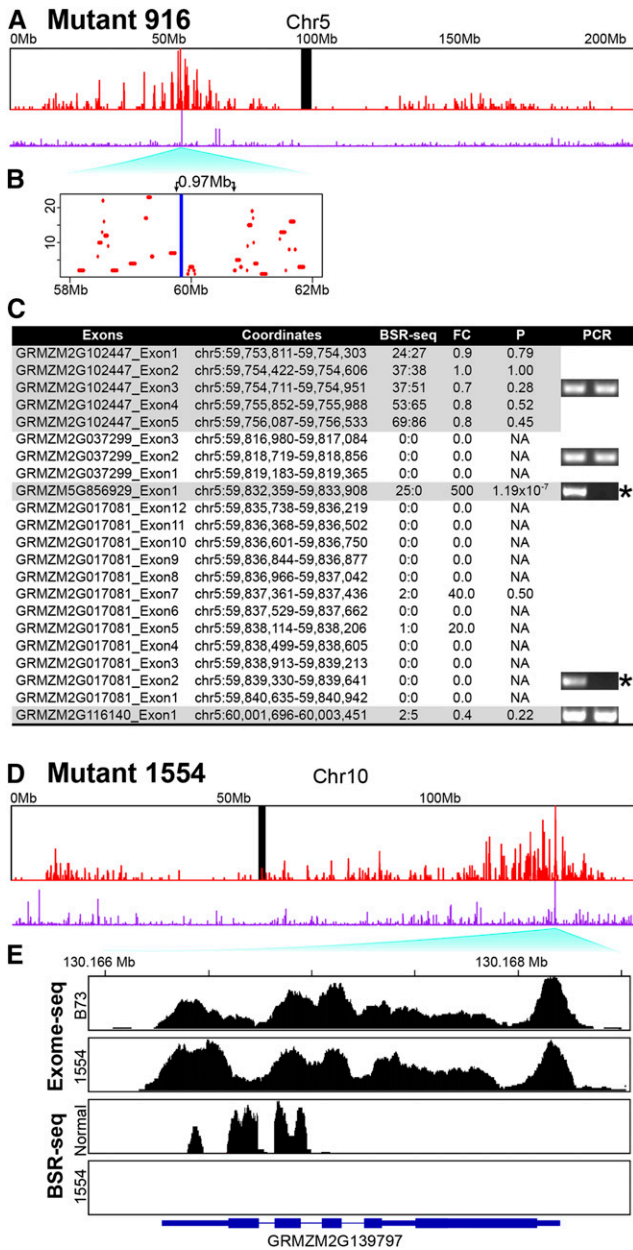 A Mutant 916 Chr5
0Mb 50Mb 100Mb 150Mb 200Mb
B 0.97Mb
20
10
58Mb 60Mb 62Mb
C
Exons Coordinates BSR-seq FC P PCR
GRMZM2G102447_Exon1 chr5:59,753,811-59,754,303 24:27 0.9 0.79
GRMZM2G102447_Exon2 chr5:59,754,422-59,754,606 37:38 1.0 1.00
GRMZM2G102447_Exon3 chr5:59,754,711-59,754,951 37:51 0.7 0.28
GRMZM2G102447_Exon4 chr5:59,755,852-59,755,988 53:65 0.8 0.52
GRMZM2G102447_Exon5 chr5:59,756,087-59,756,533 69:86 0.8 0.45
GRMZM2G037299_Exon3 chr5:59,816,980-59,817,084 0:0 0.0 NA
GRMZM2G037299_Exon2 chr5:59,818,719-59,818,856 0:0 0.0 NA
GRMZM2G037299_Exon1 chr5:59,819,183-59,819,365 0:0 0.0 NA
GRMZM5G856929_Exon1 chr5:59,832,359-59,833,908 25:0 500 1.19x10⁻⁷ *
GRMZM2G017081_Exon12 chr5:59,835,738-59,836,219 0:0 0.0 NA
GRMZM2G017081_Exon11 chr5:59,836,368-59,836,502 0:0 0.0 NA
GRMZM2G017081_Exon10 chr5:59,836,601-59,836,750 0:0 0.0 NA
GRMZM2G017081_Exon9 chr5:59,836,844-59,836,877 0:0 0.0 NA
GRMZM2G017081_Exon8 chr5:59,836,966-59,837,042 0:0 0.0 NA
GRMZM2G017081_Exon7 chr5:59,837,361-59,837,436 2:0 40.0 0.50
GRMZM2G017081_Exon6 chr5:59,837,529-59,837,662 0:0 0.0 NA
GRMZM2G017081_Exon5 chr5:59,838,114-59,838,206 1:0 20.0 NA
GRMZM2G017081_Exon4 chr5:59,838,499-59,838,605 0:0 0.0 NA
GRMZM2G017081_Exon3 chr5:59,838,913-59,839,213 0:0 0.0 NA
GRMZM2G017081_Exon2 chr5:59,839,330-59,839,641 0:0 0.0 NA *
GRMZM2G017081_Exon1 chr5:59,840,635-59,840,942 0:0 0.0 NA
GRMZM2G116140_Exon1 chr5:60,001,696-60,003,451 2:5 0.4 0.22
D Mutant 1554 Chr10
0Mb 50Mb 100Mb
E
130.166 Mb 130.168 Mb
Exome-seq
B73
1554
BSR-seq
Normal
1554
GRMZM2G139797